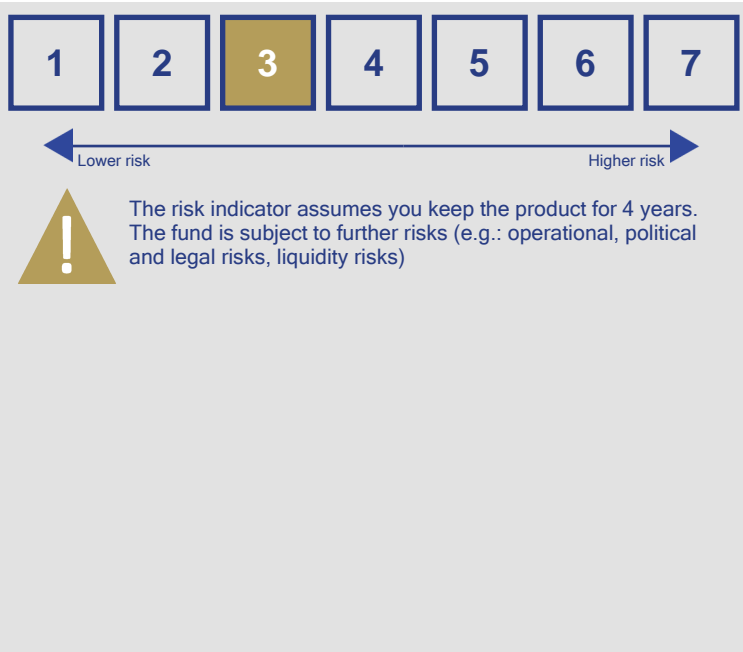 1 2 3 4 5 6 7
Lower risk Higher risk
The risk indicator assumes you keep the product for 4 years.
The fund is subject to further risks (e.g.: operational, political
and legal risks, liquidity risks)